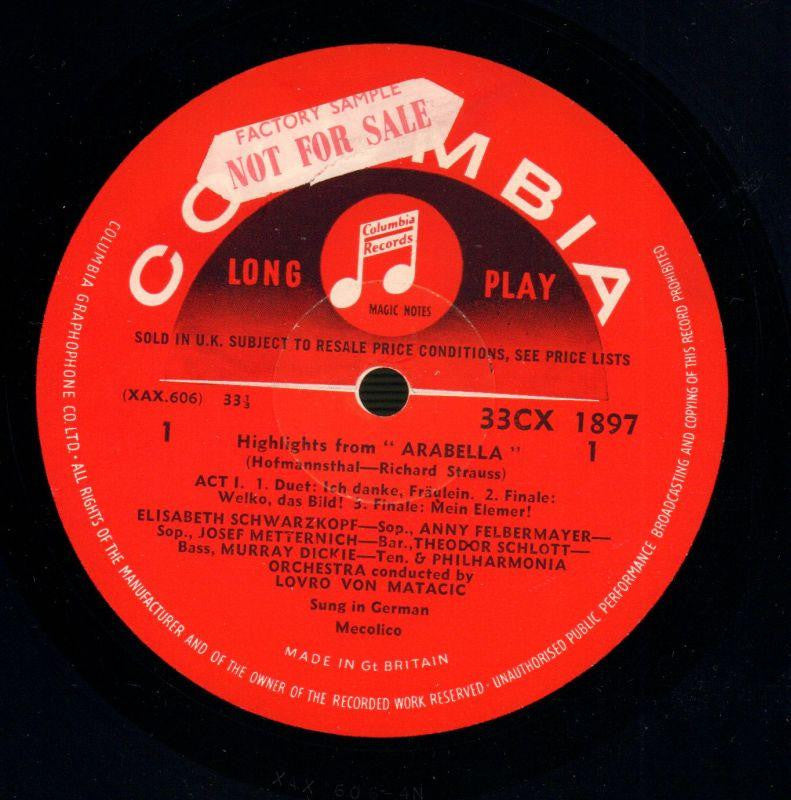 FACTORY SAMPLE
NOT FOR SALE
COLUMBIA
Columbia
Records
LONG PLAY
MAGIC NOTES
SOLD IN U.K. SUBJECT TO RESALE PRICE CONDITIONS, SEE PRICE LISTS
(XAX.606) 33⅓
33CX 1897
1 1
Highlights from “ ARABELLA ”
(Hofmannsthal—Richard Strauss)
ACT I. 1. Duet: Ich danke, Fräulein. 2. Finale:
Welko, das Bild! 3. Finale: Mein Elemer!
ELISABETH SCHWARZKOPF—Sop., ANNY FELBERMAYER—
Sop., JOSEF METTERNICH—Bar., THEODOR SCHLOTT—
Bass, MURRAY DICKIE—Ten. & PHILHARMONIA
ORCHESTRA conducted by
LOVRO VON MATACIC
Sung in German
Mecolico
MADE IN Gt BRITAIN
COLUMBIA GRAPHOPHONE CO. LTD · ALL RIGHTS OF THE MANUFACTURER AND OF THE OWNER OF THE RECORDED WORK RESERVED · UNAUTHORISED PUBLIC PERFORMANCE BROADCASTING AND COPYING OF THIS RECORD PROHIBITED
XAX 606-4N